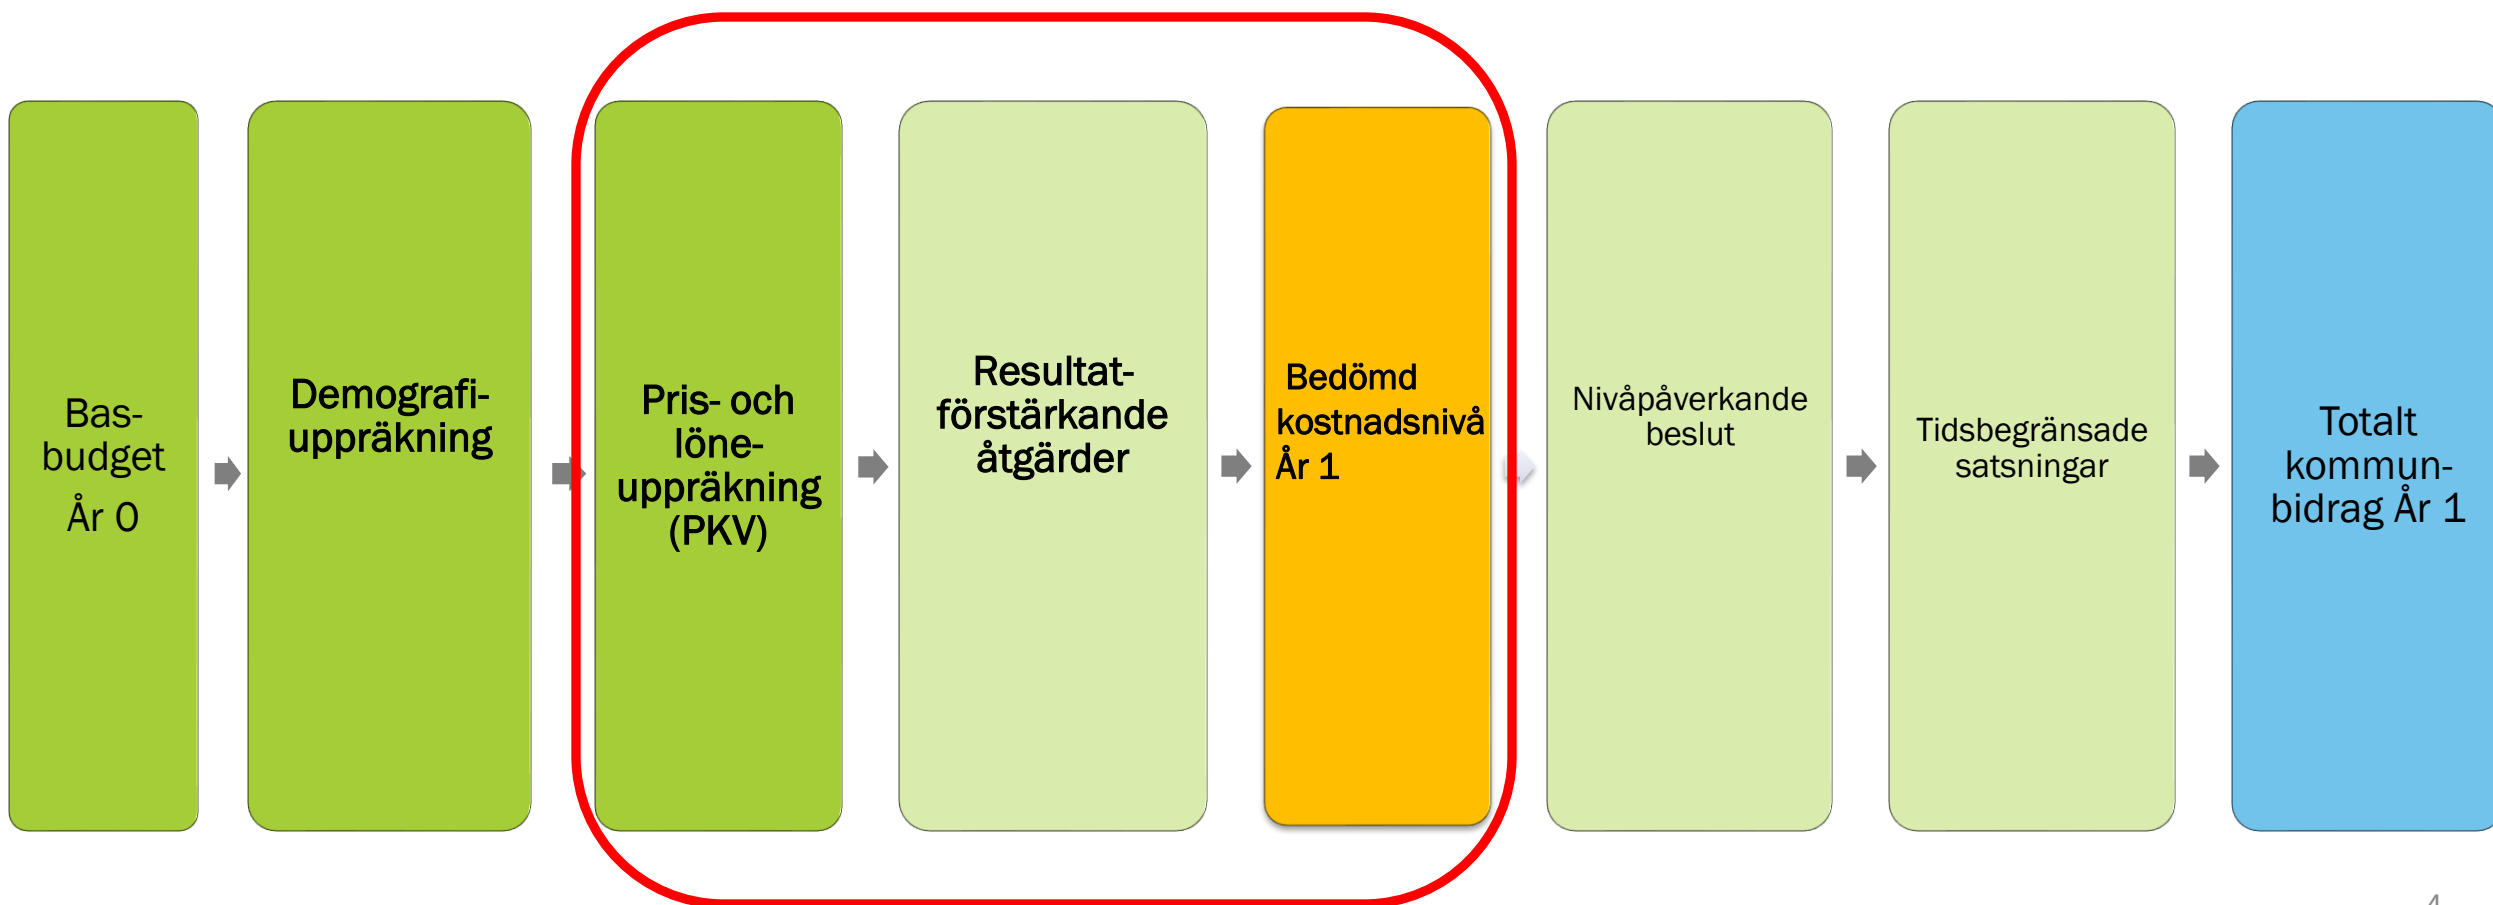 Bas-
budget
År 0
Demografi-
uppräkning
Pris- och
löne-
uppräkning
(PKV)
Resultat-
förstärkande
åtgärder
Bedömd
kostnadsnivå
År 1
Nivåpåverkande
beslut
Tidsbegränsade
satsningar
Totalt
kommun-
bidrag År 1
4